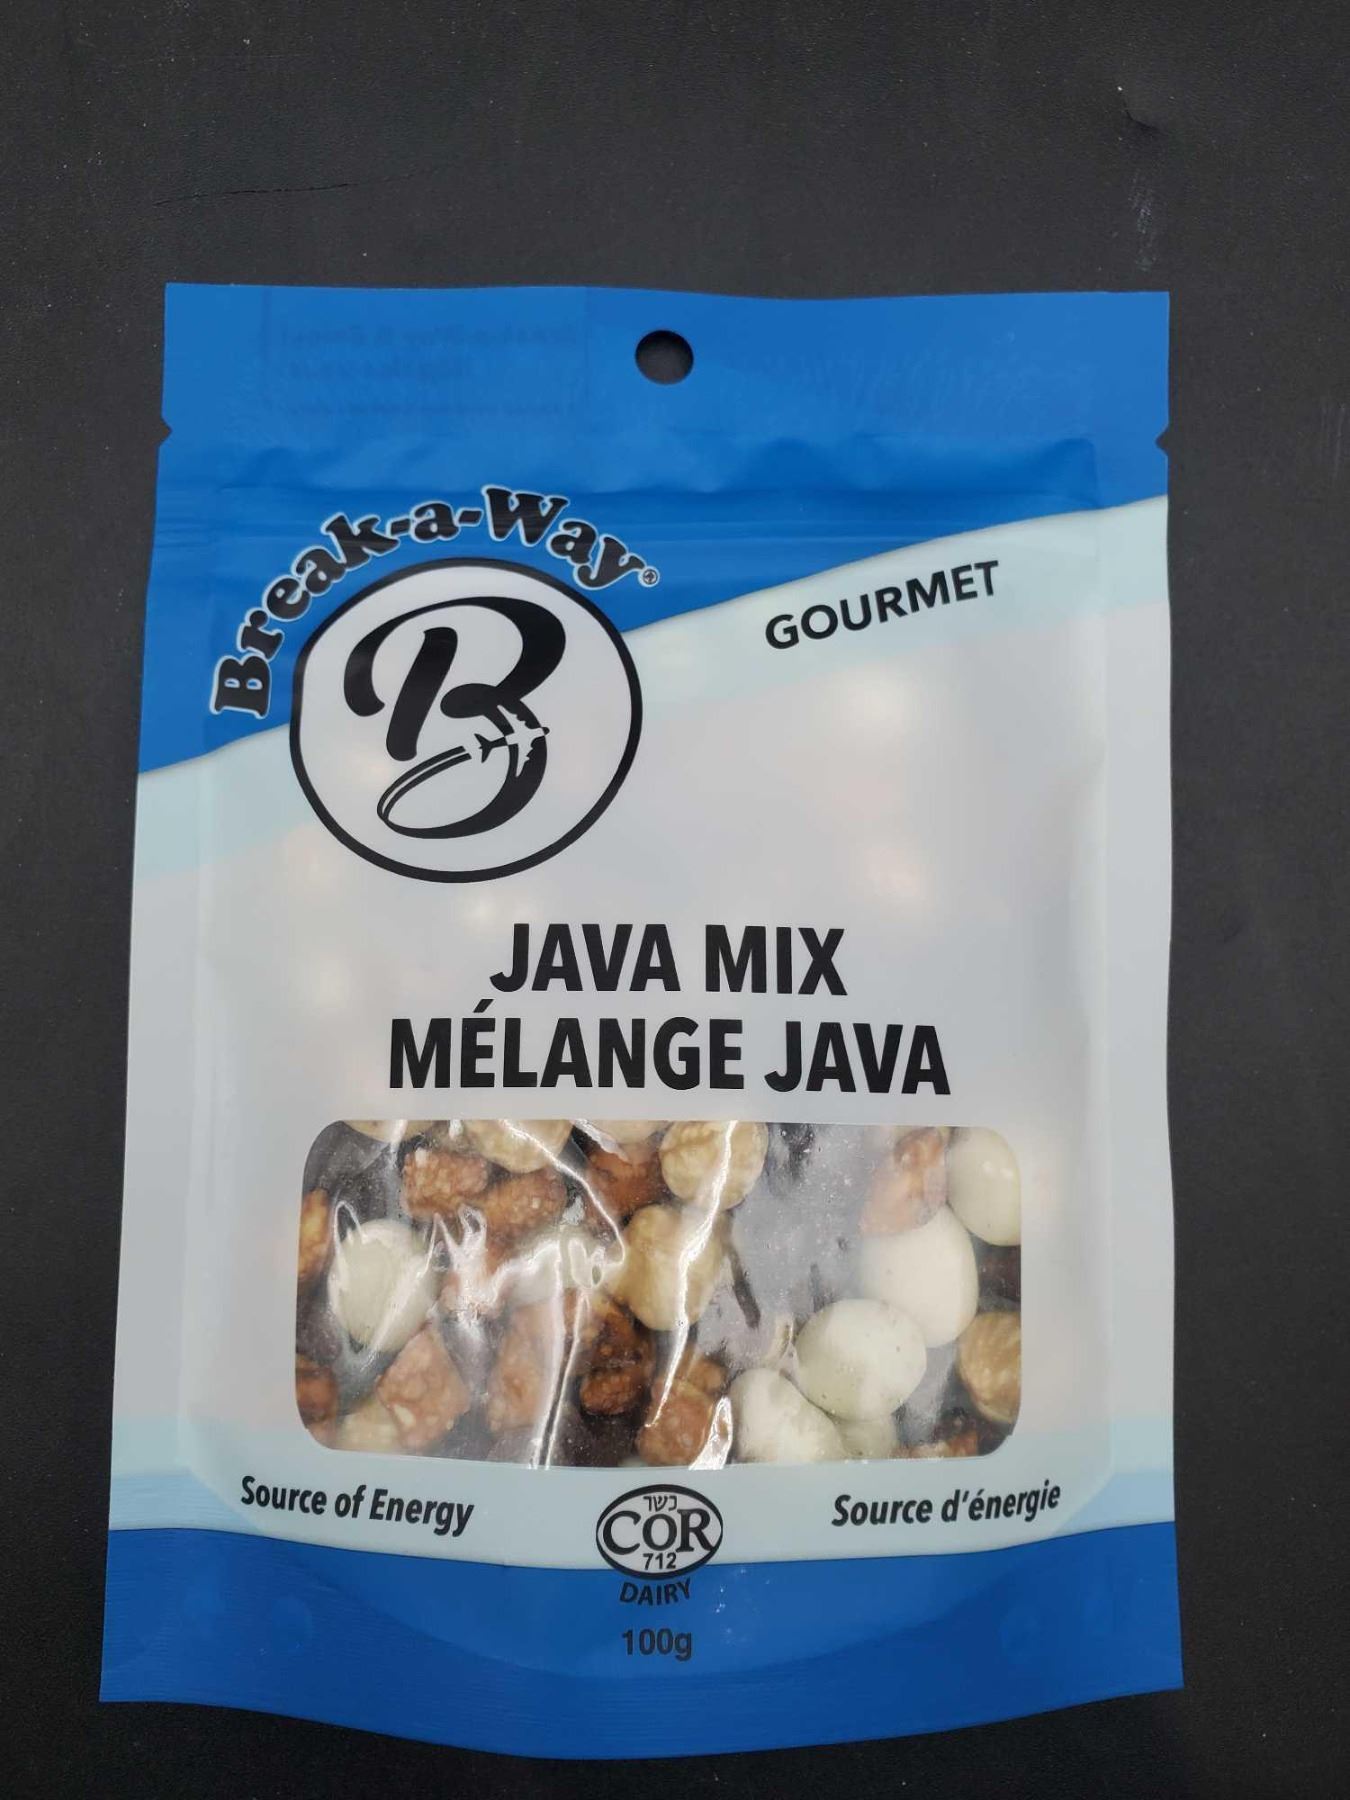 Break-a-Way®
B
GOURMET
JAVA MIX
MÉLANGE JAVA
Source of Energy
Source d'énergie
כשר
COR
712
DAIRY
100g